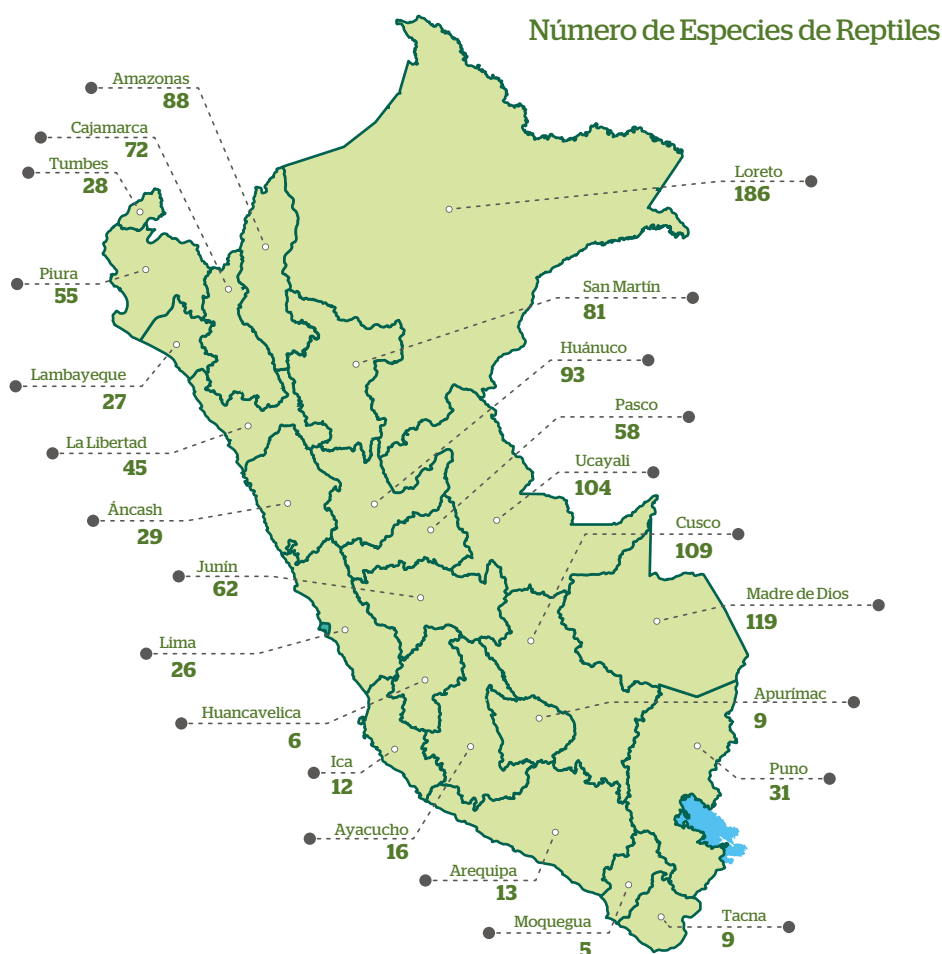 Número de Especies de Reptiles
Amazonas
88
Cajamarca
72
Tumbes
28
Piura
55
Lambayeque
27
La Libertad
45
Áncash
29
Junín
62
Lima
26
Huancavelica
6
Ica
12
Ayacucho
16
Arequipa
13
Moquegua
5
Loreto
186
San Martín
81
Huánuco
93
Pasco
58
Ucayali
104
Cusco
109
Madre de Dios
119
Apurímac
9
Puno
31
Tacna
9